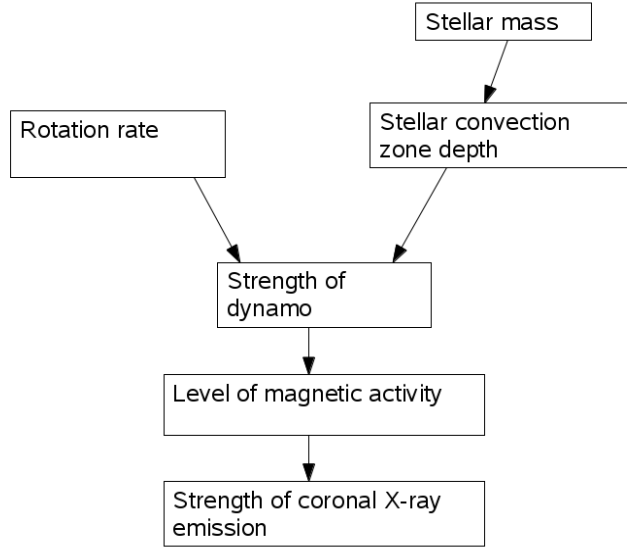 Stellar mass
Rotation rate
Stellar convection
zone depth
Strength of
dynamo
Level of magnetic activity
Strength of coronal X-ray
emission